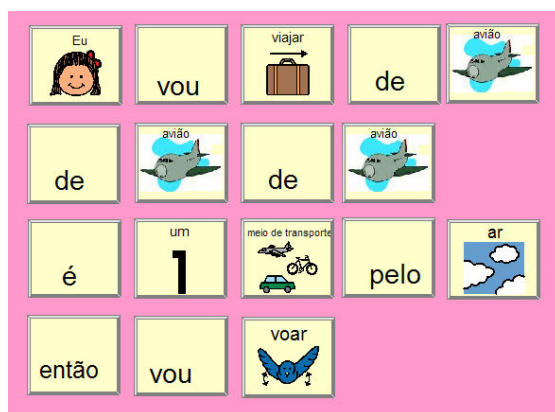 Eu vou viajar de avião
de avião de avião
é um 1 meio de transporte pelo ar
então vou voar